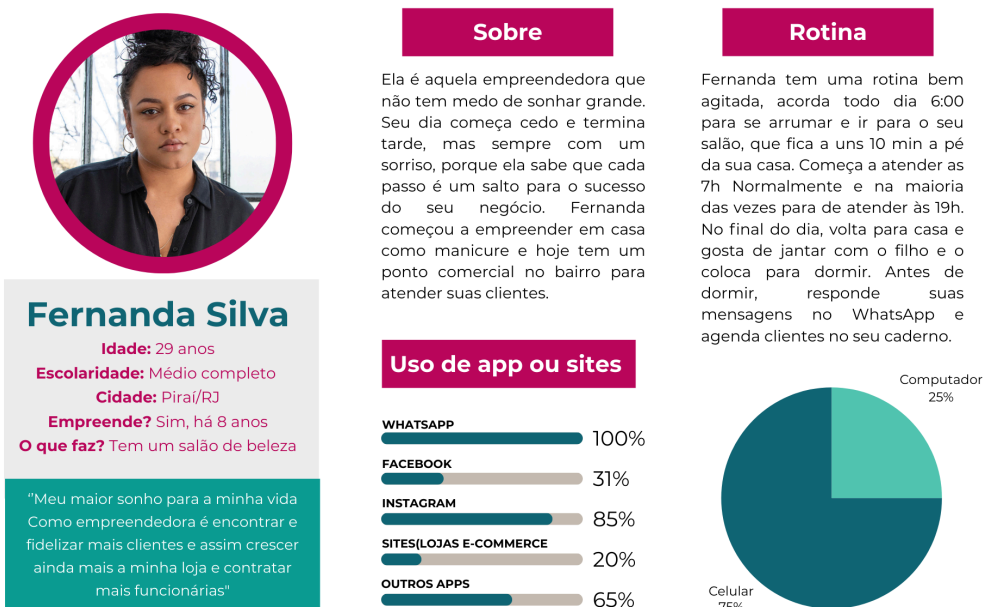 Fernanda Silva
Idade: 29 anos
Escolaridade: Médio completo
Cidade: Piraí/RJ
Empreende? Sim, há 8 anos
O que faz? Tem um salão de beleza
"Meu maior sonho para a minha vida
Como empreendedora é encontrar e
fidelizar mais clientes e assim crescer
ainda mais a minha loja e contratar
mais funcionárias"
Sobre
Ela é aquela empreendedora que
não tem medo de sonhar grande.
Seu dia começa cedo e termina
tarde, mas sempre com um
sorriso, porque ela sabe que cada
passo é um salto para o sucesso
do seu negócio. Fernanda
começou a empreender em casa
como manicure e hoje tem um
ponto comercial no bairro para
atender suas clientes.
Uso de app ou sites
WHATSAPP
100%
FACEBOOK
31%
INSTAGRAM
85%
SITES(LOJAS E-COMMERCE
20%
OUTROS APPS
65%
Rotina
Fernanda tem uma rotina bem
agitada, acorda todo dia 6:00
para se arrumar e ir para o seu
salão, que fica a uns 10 min a pé
da sua casa. Começa a atender as
7h Normalmente e na maioria
das vezes para de atender às 19h.
No final do dia, volta para casa e
gosta de jantar com o filho e o
coloca para dormir. Antes de
dormir, responde suas
mensagens no WhatsApp e
agenda clientes no seu caderno.
Computador
25%
Celular
75%